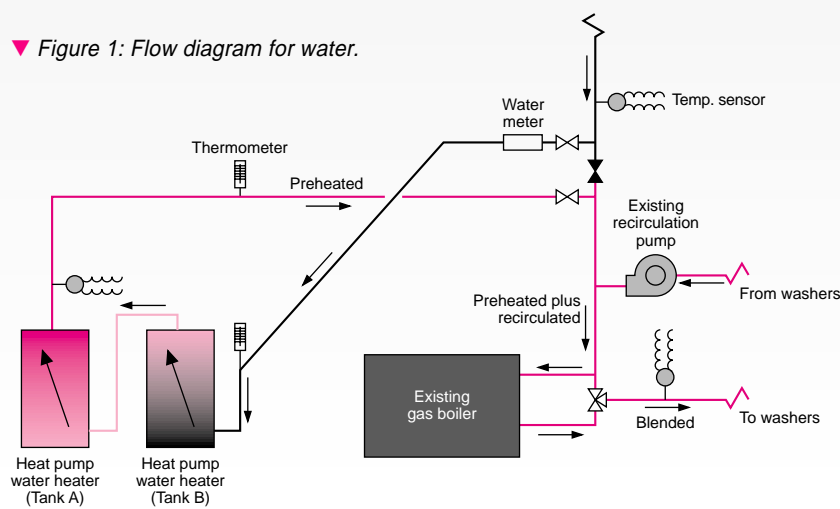 ▼ Figure 1: Flow diagram for water.
Temp. sensor
Water
meter
Thermometer
Preheated
Existing
recirculation
pump
From washers
Preheated plus
recirculated
Existing
gas boiler
Blended
To washers
Heat pump
water heater
(Tank A)
Heat pump
water heater
(Tank B)